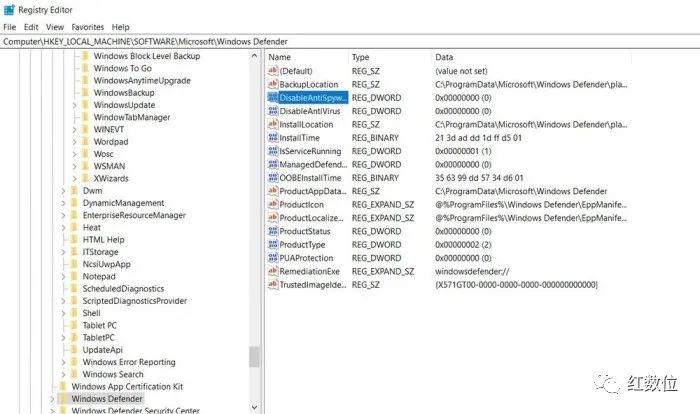 Registry Editor
File Edit View Favorites Help
Computer\HKEY_LOCAL_MACHINE\SOFTWARE\Microsoft\Windows Defender
Windows Block Level Backup
Windows To Go
WindowsAnytimeUpgrade
WindowsBackup
WindowsUpdate
WindowTabManager
WINEVT
Wordpad
Wosc
WSMAN
XWizards
Dwm
DynamicManagement
EnterpriseResourceManager
Heat
HTML Help
ITStorage
NcsiUwpApp
Notepad
ScheduledDiagnostics
ScriptedDiagnosticsProvider
Shell
Tablet PC
TabletPC
UpdateApi
Windows Error Reporting
Windows Search
Windows App Certification Kit
Windows Defender
Windows Defender Security Center
Name Type Data
(Default) REG_SZ (value not set)
BackupLocation REG_SZ C:\ProgramData\Microsoft\Windows Defender\pla...
DisableAntiSpyw... REG_DWORD 0x00000000 (0)
DisableAntiVirus REG_DWORD 0x00000000 (0)
InstallLocation REG_SZ C:\ProgramData\Microsoft\Windows Defender\pla...
InstallTime REG_BINARY 21 3d ad dd 1d ff d5 01
IsServiceRunning REG_DWORD 0x00000001 (1)
ManagedDefend... REG_DWORD 0x00000000 (0)
OOBEInstallTime REG_BINARY 35 63 99 dd 57 34 d6 01
ProductAppData... REG_SZ C:\ProgramData\Microsoft\Windows Defender
ProductIcon REG_EXPAND_SZ @%ProgramFiles%\Windows Defender\EppManife...
ProductLocalize... REG_EXPAND_SZ @%ProgramFiles%\Windows Defender\EppManife...
ProductStatus REG_DWORD 0x00000000 (0)
ProductType REG_DWORD 0x00000002 (2)
PUAProtection REG_DWORD 0x00000000 (0)
RemediationExe REG_EXPAND_SZ windowsdefender://
TrustedImageIde... REG_SZ {X571GT00-0000-0000-0000-000000000000}
红数位